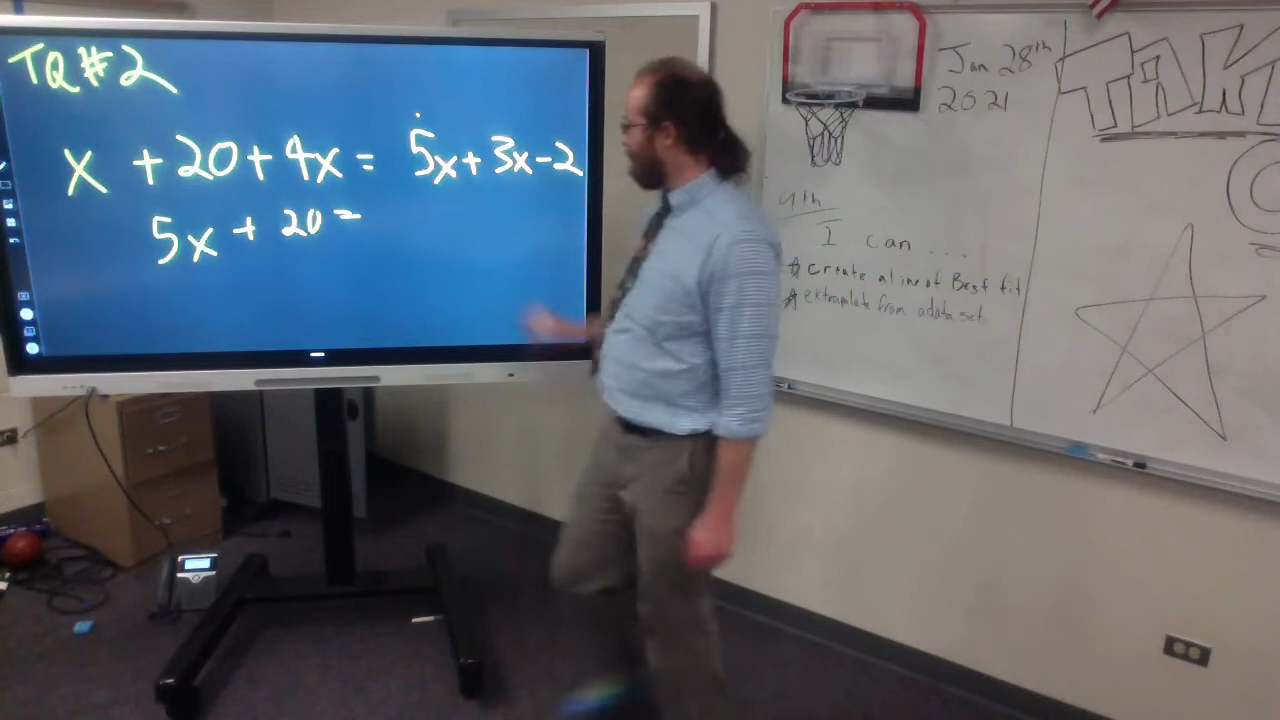 TQ #2
x + 20 + 4x = 5x + 3x - 2
5x + 20 =
Jan 28th
2021
9th
I can ...
create a line of Best fit
extrapolate from a data set